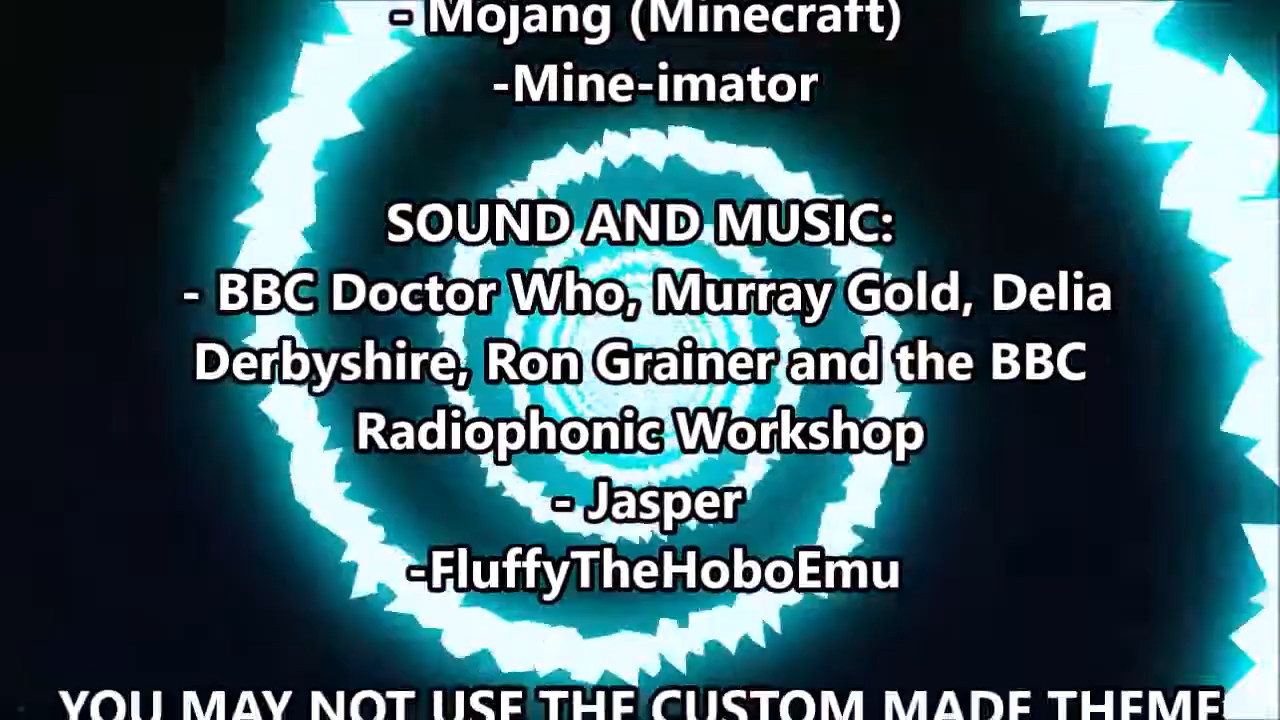 - Mojang (Minecraft)
-Mine-imator
SOUND AND MUSIC:
- BBC Doctor Who, Murray Gold, Delia
Derbyshire, Ron Grainer and the BBC
Radiophonic Workshop
- Jasper
-FluffyTheHoboEmu
YOU MAY NOT USE THE CUSTOM MADE THEME